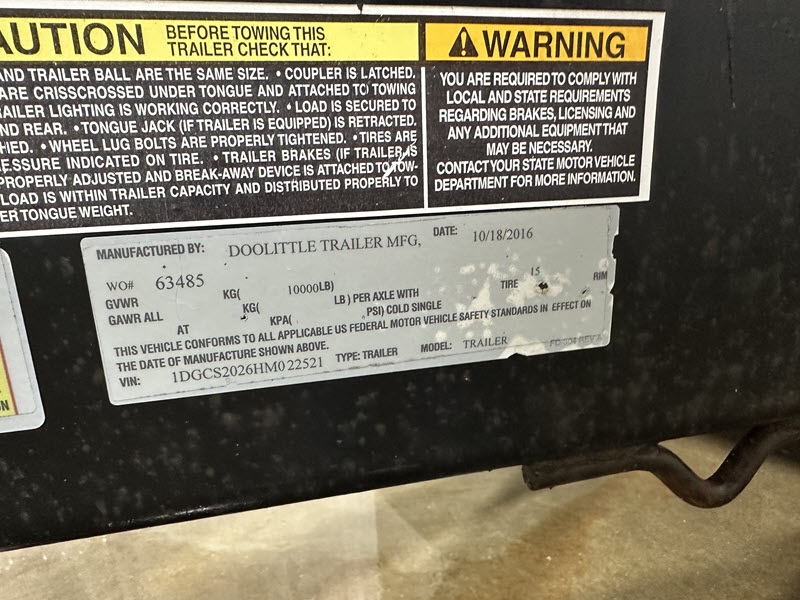 AUTION BEFORE TOWING THIS
TRAILER CHECK THAT:
AND TRAILER BALL ARE THE SAME SIZE. • COUPLER IS LATCHED.
ARE CRISSCROSSED UNDER TONGUE AND ATTACHED TO TOWING
RAILER LIGHTING IS WORKING CORRECTLY. • LOAD IS SECURED TO
ND REAR. • TONGUE JACK (IF TRAILER IS EQUIPPED) IS RETRACTED.
HED. • WHEEL LUG BOLTS ARE PROPERLY TIGHTENED. • TIRES ARE
ESSURE INDICATED ON TIRE. • TRAILER BRAKES (IF TRAILER IS
PROPERLY ADJUSTED AND BREAK-AWAY DEVICE IS ATTACHED TO TOW-
LOAD IS WITHIN TRAILER CAPACITY AND DISTRIBUTED PROPERLY TO
ER TONGUE WEIGHT.
WARNING
YOU ARE REQUIRED TO COMPLY WITH
LOCAL AND STATE REQUIREMENTS
REGARDING BRAKES, LICENSING AND
ANY ADDITIONAL EQUIPMENT THAT
MAY BE NECESSARY.
CONTACT YOUR STATE MOTOR VEHICLE
DEPARTMENT FOR MORE INFORMATION.
MANUFACTURED BY: DOOLITTLE TRAILER MFG, DATE: 10/18/2016
WO# 63485
GVWR KG( 10000LB)
GAWR ALL KG( LB ) PER AXLE WITH TIRE 15 RIM
AT KPA( PSI) COLD SINGLE
THIS VEHICLE CONFORMS TO ALL APPLICABLE US FEDERAL MOTOR VEHICLE SAFETY STANDARDS IN EFFECT ON
THE DATE OF MANUFACTURE SHOWN ABOVE.
VIN: 1DGCS2026HM022521 TYPE: TRAILER MODEL: TRAILER
ON